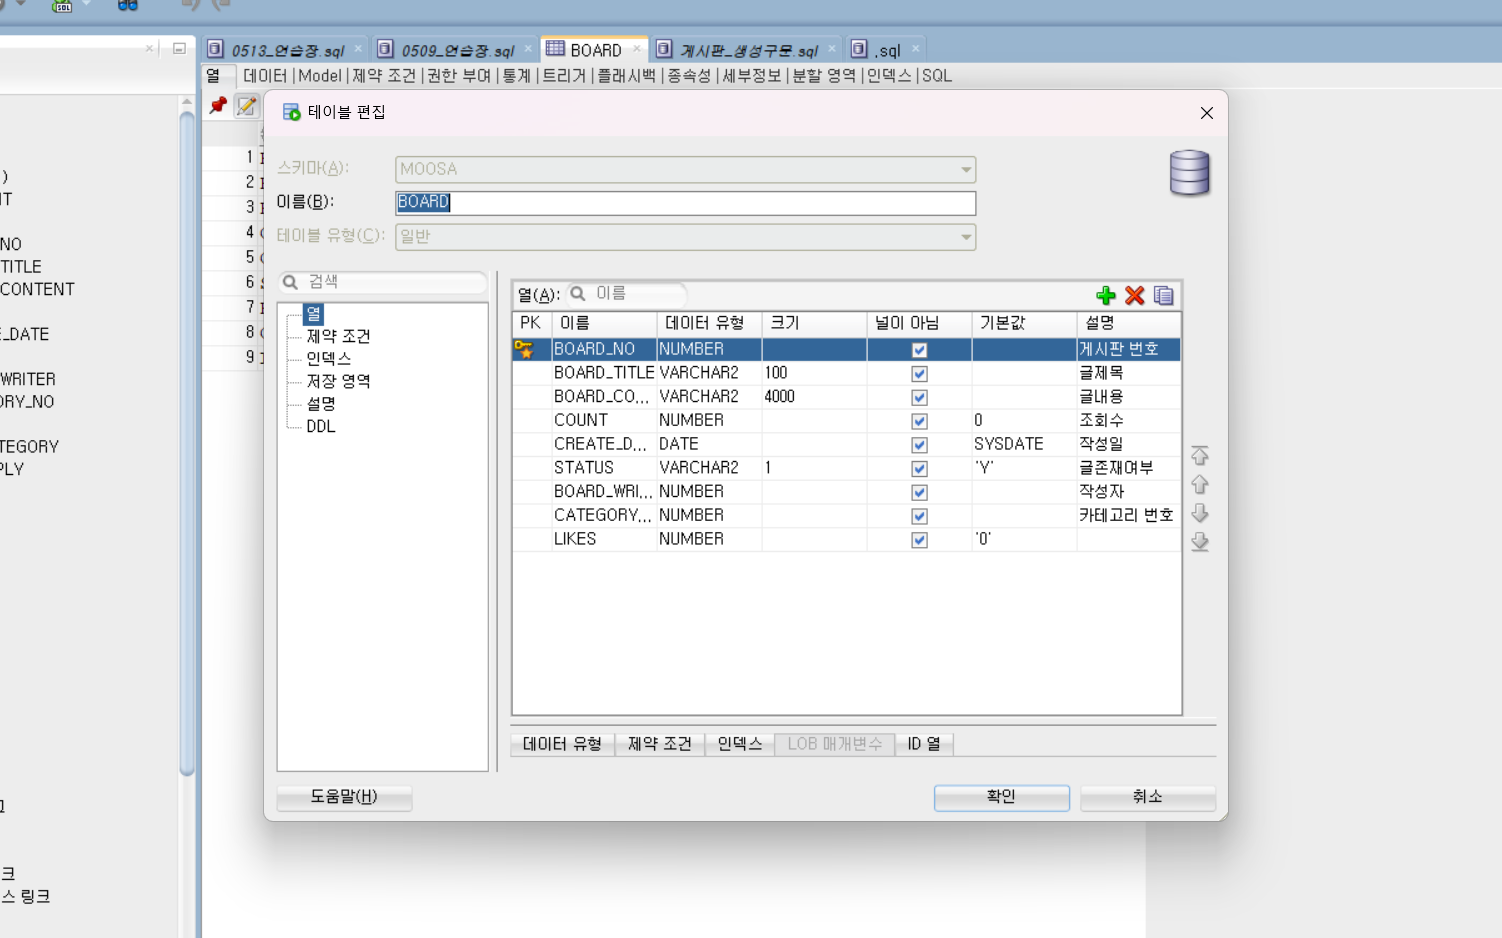 0513_연습장.sql
0509_연습장.sql
BOARD
게시판_생성구문.sql
.sql
열 데이터 |Model |제약 조건 |권한 부여 |통계 |트리거 |플래시백 |종속성 |세부정보 |분할 영역 |인덱스 |SQL
테이블 편집
스키마(A): MOOSA
이름(B): BOARD
테이블 유형(C): 일반
검색
열
제약 조건
인덱스
저장 영역
설명
DDL
열(A): 이름
PK 이름 데이터 유형 크기 널이 아님 기본값 설명
BOARD_NO NUMBER 게시판 번호
BOARD_TITLE VARCHAR2 100 글제목
BOARD_CO... VARCHAR2 4000 글내용
COUNT NUMBER 0 조회수
CREATE_D... DATE SYSDATE 작성일
STATUS VARCHAR2 1 'Y' 글존재여부
BOARD_WRI... NUMBER 작성자
CATEGORY... NUMBER 카테고리 번호
LIKES NUMBER '0'
데이터 유형 제약 조건 인덱스 LOB 매개변수 ID 열
도움말(H) 확인 취소
1
2
3
4
5
6
7
8
9
)
NO
TITLE
CONTENT
_DATE
WRITER
ORY_NO
TEGORY
PLY
크
스 링크